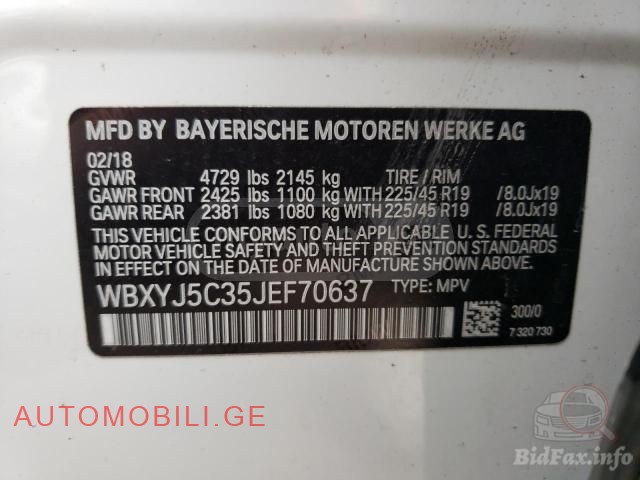 MFD BY BAYERISCHE MOTOREN WERKE AG
02/18
GVWR 4729 lbs 2145 kg TIRE / RIM
GAWR FRONT 2425 lbs 1100 kg WITH 225/45 R19 /8.0Jx19
GAWR REAR 2381 lbs 1080 kg WITH 225/45 R19 /8.0Jx19
THIS VEHICLE CONFORMS TO ALL APPLICABLE U. S. FEDERAL
MOTOR VEHICLE SAFETY AND THEFT PREVENTION STANDARDS
IN EFFECT ON THE DATE OF MANUFACTURE SHOWN ABOVE.
WBXYJ5C35JEF70637 TYPE: MPV
300/0
7 320 730
AUTOMOBILI.GE
BidFax.info